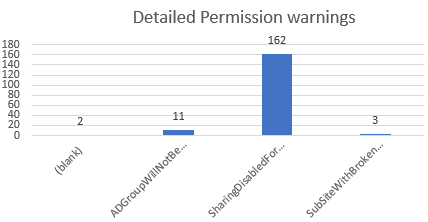 Detailed Permission warnings
180
160
140
120
100
80
60
40
20
0
2
11
162
3
(blank)
ADGroupWillNotBe...
SharingDisabledFor...
SubSiteWithBroken...